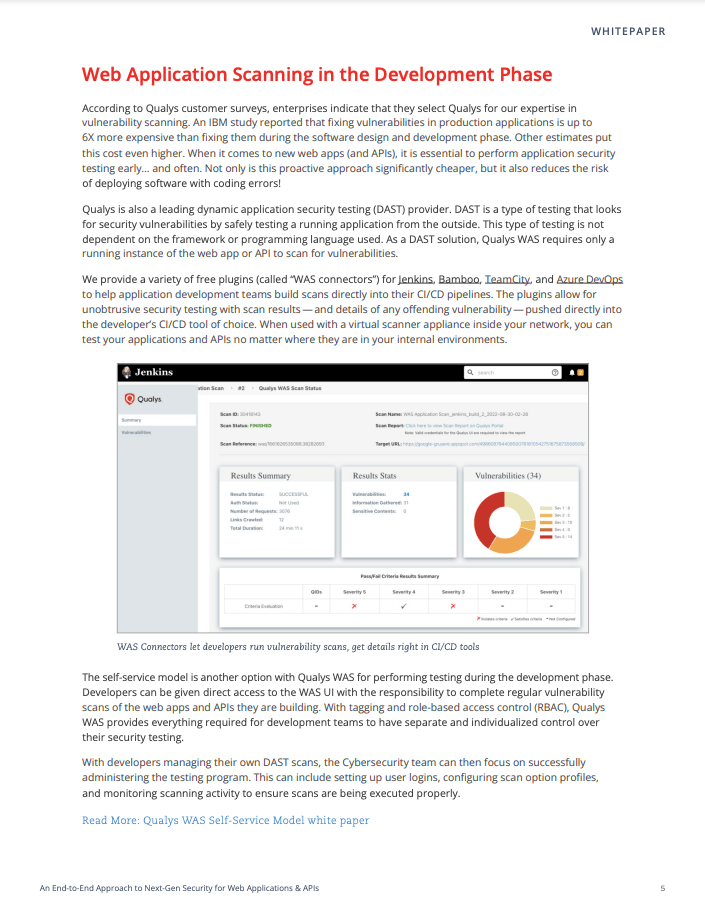 WHITEPAPER
Web Application Scanning in the Development Phase
According to Qualys customer surveys, enterprises indicate that they select Qualys for our expertise in
vulnerability scanning. An IBM study reported that fixing vulnerabilities in production applications is up to
6X more expensive than fixing them during the software design and development phase. Other estimates put
this cost even higher. When it comes to new web apps (and APIs), it is essential to perform application security
testing early... and often. Not only is this proactive approach significantly cheaper, but it also reduces the risk
of deploying software with coding errors!
Qualys is also a leading dynamic application security testing (DAST) provider. DAST is a type of testing that looks
for security vulnerabilities by safely testing a running application from the outside. This type of testing is not
dependent on the framework or programming language used. As a DAST solution, Qualys WAS requires only a
running instance of the web app or API to scan for vulnerabilities.
We provide a variety of free plugins (called “WAS connectors”) for Jenkins, Bamboo, TeamCity, and Azure DevOps
to help application development teams build scans directly into their CI/CD pipelines. The plugins allow for
unobtrusive security testing with scan results — and details of any offending vulnerability — pushed directly into
the developer’s CI/CD tool of choice. When used with a virtual scanner appliance inside your network, you can
test your applications and APIs no matter where they are in your internal environments.
Jenkins
search
ation Scan
#2
Qualys WAS Scan Status
Qualys
Summary
Vulnerabilities
Scan ID:
Scan Name:
Scan Status: FINISHED
Scan Report: Click here to view Scan Report on Qualys Portal
Note: Valid credentials for the Qualys UI are required to view the report
Scan Reference:
Target URL:
Results Summary
Results Status: SUCCESSFUL
Auth Status: Not Used
Number of Requests: 3076
Links Crawled: 12
Total Duration: 24 min 11 s
Results Stats
Vulnerabilities: 34
Information Gathered: 31
Sensitive Contents: 0
Vulnerabilities (34)
Sev 1 - 8
Sev 2 - 2
Sev 3 - 10
Sev 4 - 0
Sev 5 - 14
Pass/Fail Criteria Results Summary
QIDs Severity 5 Severity 4 Severity 3 Severity 2 Severity 1
Criteria Evaluation - ✗ ✓ ✗ - -
✗ Violates criteria ✓ Satisfies criteria - Not Configured
WAS Connectors let developers run vulnerability scans, get details right in CI/CD tools
The self-service model is another option with Qualys WAS for performing testing during the development phase.
Developers can be given direct access to the WAS UI with the responsibility to complete regular vulnerability
scans of the web apps and APIs they are building. With tagging and role-based access control (RBAC), Qualys
WAS provides everything required for development teams to have separate and individualized control over
their security testing.
With developers managing their own DAST scans, the Cybersecurity team can then focus on successfully
administering the testing program. This can include setting up user logins, configuring scan option profiles,
and monitoring scanning activity to ensure scans are being executed properly.
Read More: Qualys WAS Self-Service Model white paper
An End-to-End Approach to Next-Gen Security for Web Applications & APIs
5